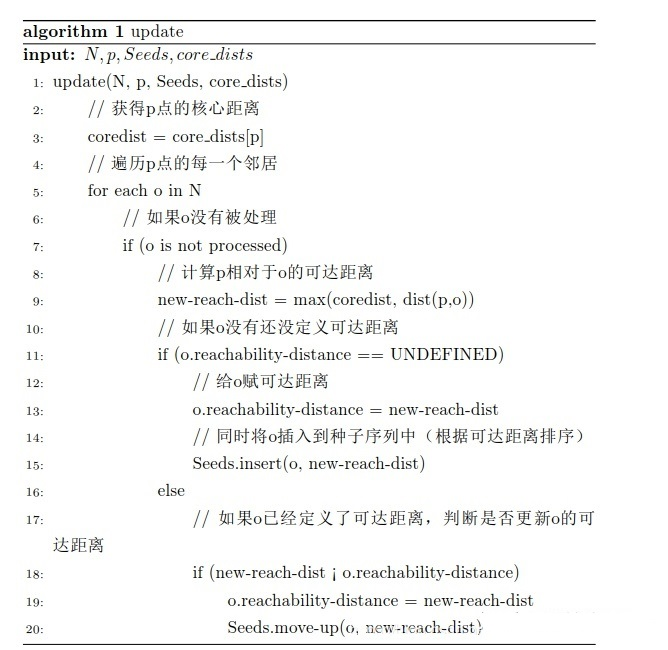 algorithm 1 update
input: N, p, Seeds, core_dists
1: update(N, p, Seeds, core_dists)
2: // 获得p点的核心距离
3: coredist = core_dists[p]
4: // 遍历p点的每一个邻居
5: for each o in N
6: // 如果o没有被处理
7: if (o is not processed)
8: // 计算p相对于o的可达距离
9: new-reach-dist = max(coredist, dist(p,o))
10: // 如果o没有还没定义可达距离
11: if (o.reachability-distance == UNDEFINED)
12: // 给o赋可达距离
13: o.reachability-distance = new-reach-dist
14: // 同时将o插入到种子序列中（根据可达距离排序）
15: Seeds.insert(o, new-reach-dist)
16: else
17: // 如果o已经定义了可达距离，判断是否更新o的可
达距离
18: if (new-reach-dist ¡ o.reachability-distance)
19: o.reachability-distance = new-reach-dist
20: Seeds.move-up(o, new-reach-dist)